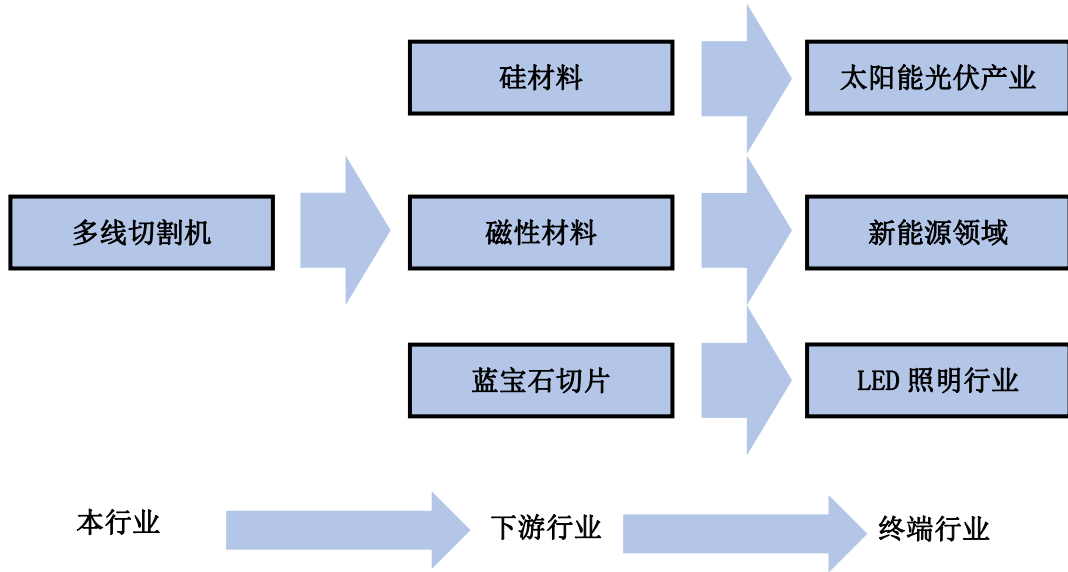 硅材料
太阳能光伏产业
多线切割机
磁性材料
新能源领域
蓝宝石切片
LED 照明行业
本行业
下游行业
终端行业